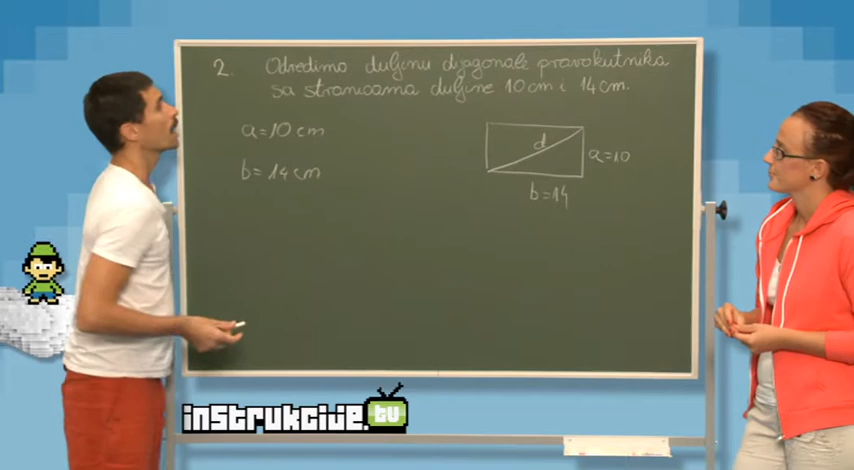 2. Odredimo duljinu dijagonale pravokutnika
sa stranicama duljine 10 cm i 14 cm.
a=10 cm
b=14 cm
d
a=10
b=14
instrukcije.tv